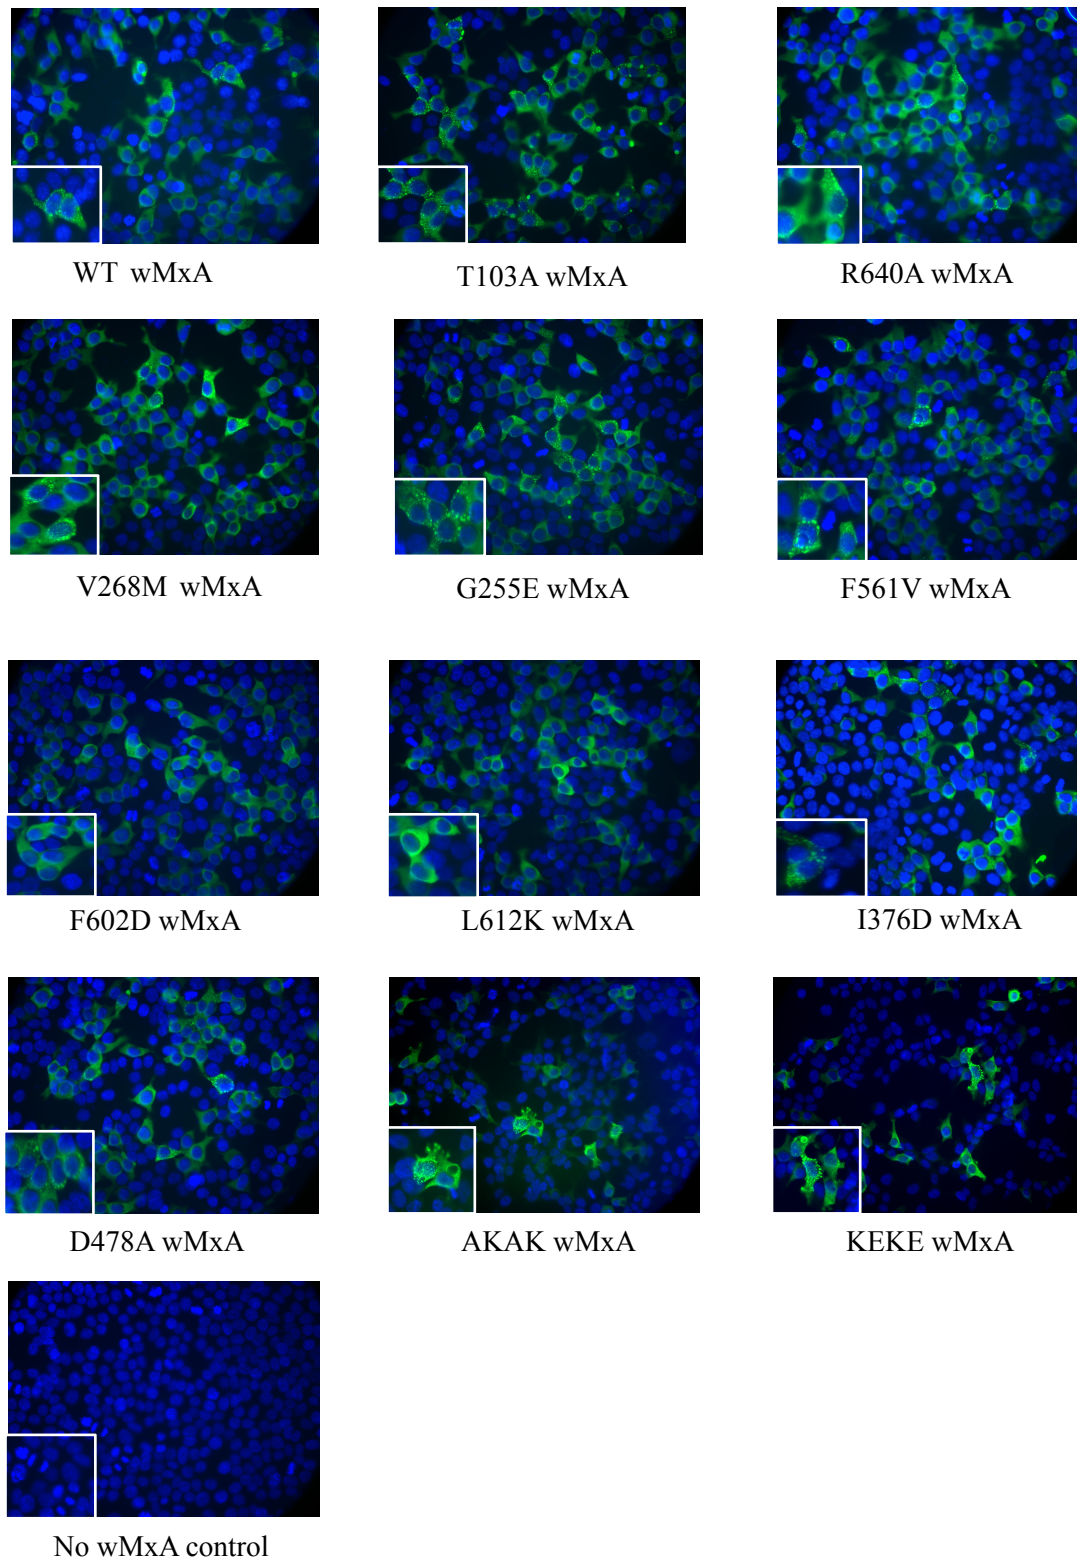 WT wMxA
T103A wMxA
R640A wMxA
V268M wMxA
G255E wMxA
F561V wMxA
F602D wMxA
L612K wMxA
I376D wMxA
D478A wMxA
AKAK wMxA
KEKE wMxA
No wMxA control